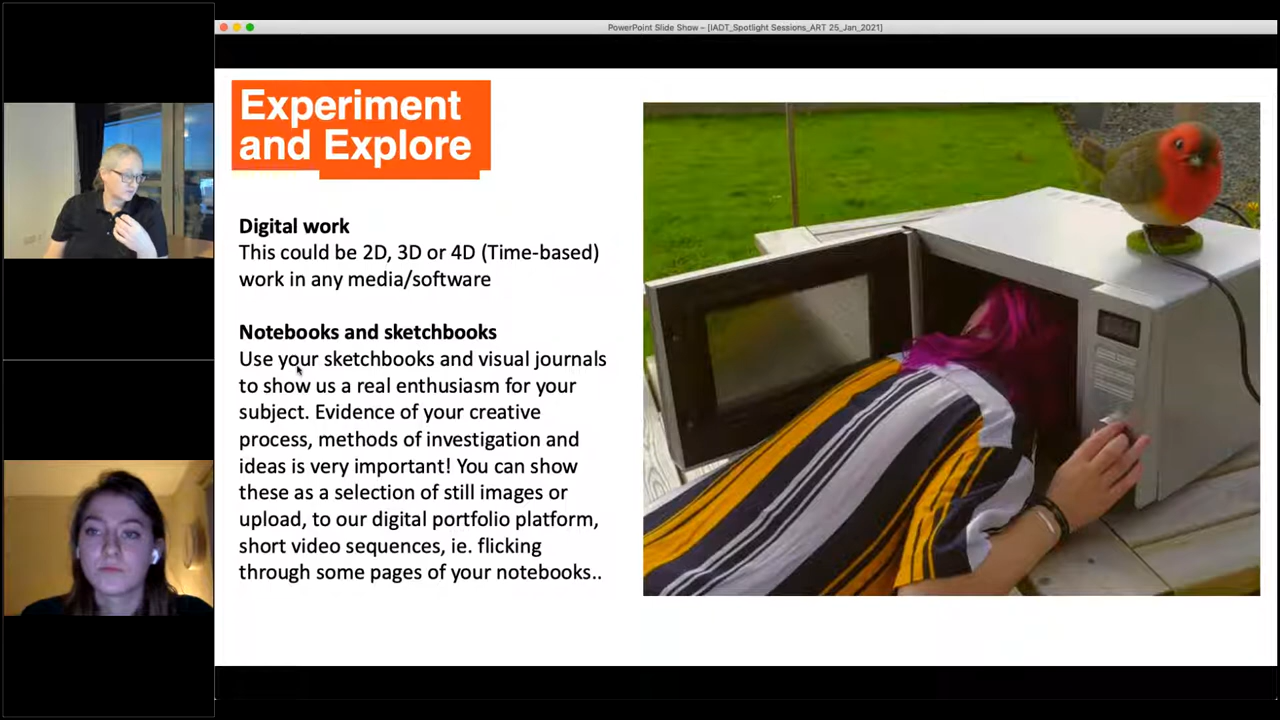 PowerPoint Slide Show – [IADT_Spotlight Sessions_ART 25_Jan_2021]
Experiment
and Explore
Digital work
This could be 2D, 3D or 4D (Time-based)
work in any media/software
Notebooks and sketchbooks
Use your sketchbooks and visual journals
to show us a real enthusiasm for your
subject. Evidence of your creative
process, methods of investigation and
ideas is very important! You can show
these as a selection of still images or
upload, to our digital portfolio platform,
short video sequences, ie. flicking
through some pages of your notebooks..